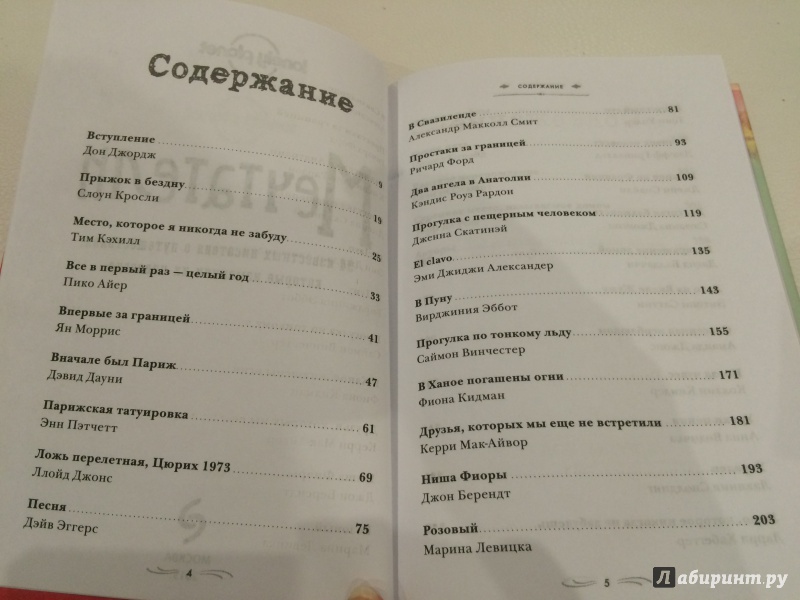 Содержание
Вступление 9
Дон Джордж
Прыжок в бездну 19
Слоун Кросли
Место, которое я никогда не забуду 25
Тим Кэхилл
Все в первый раз — целый год 33
Пико Айер
Впервые за границей 41
Ян Моррис
Вначале был Париж 47
Дэвид Дауни
Парижская татуировка 61
Энн Пэтчетт
Ложь перелетная, Цюрих 1973 69
Ллойд Джонс
Песня 75
Дэйв Эггерс
4
СОДЕРЖАНИЕ
В Свазиленде 81
Александр Макколл Смит
Простаки за границей 93
Ричард Форд
Два ангела в Анатолии 109
Кэндис Роуз Рардон
Прогулка с пещерным человеком 119
Дженна Скатинэй
El clavo 135
Эми Джиджи Александер
В Пуну 143
Вирджиния Эббот
Прогулка по тонкому льду 155
Саймон Винчестер
В Ханое погашены огни 171
Фиона Кидман
Друзья, которых мы еще не встретили 181
Керри Мак-Айвор
Ниша Фиоры 193
Джон Берендт
Розовый 203
Марина Левицка
5
Лабиринт.ру